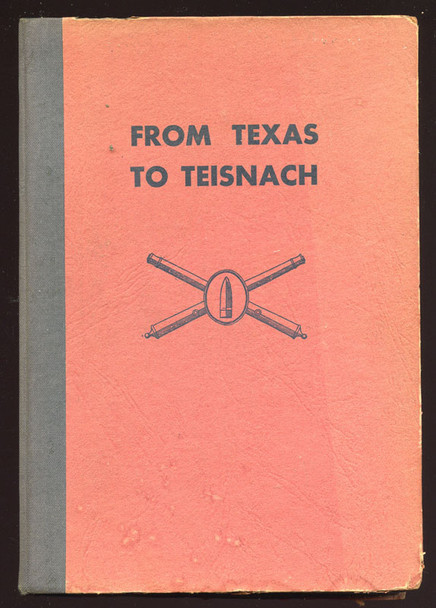 FROM TEXAS
TO TEISNACH